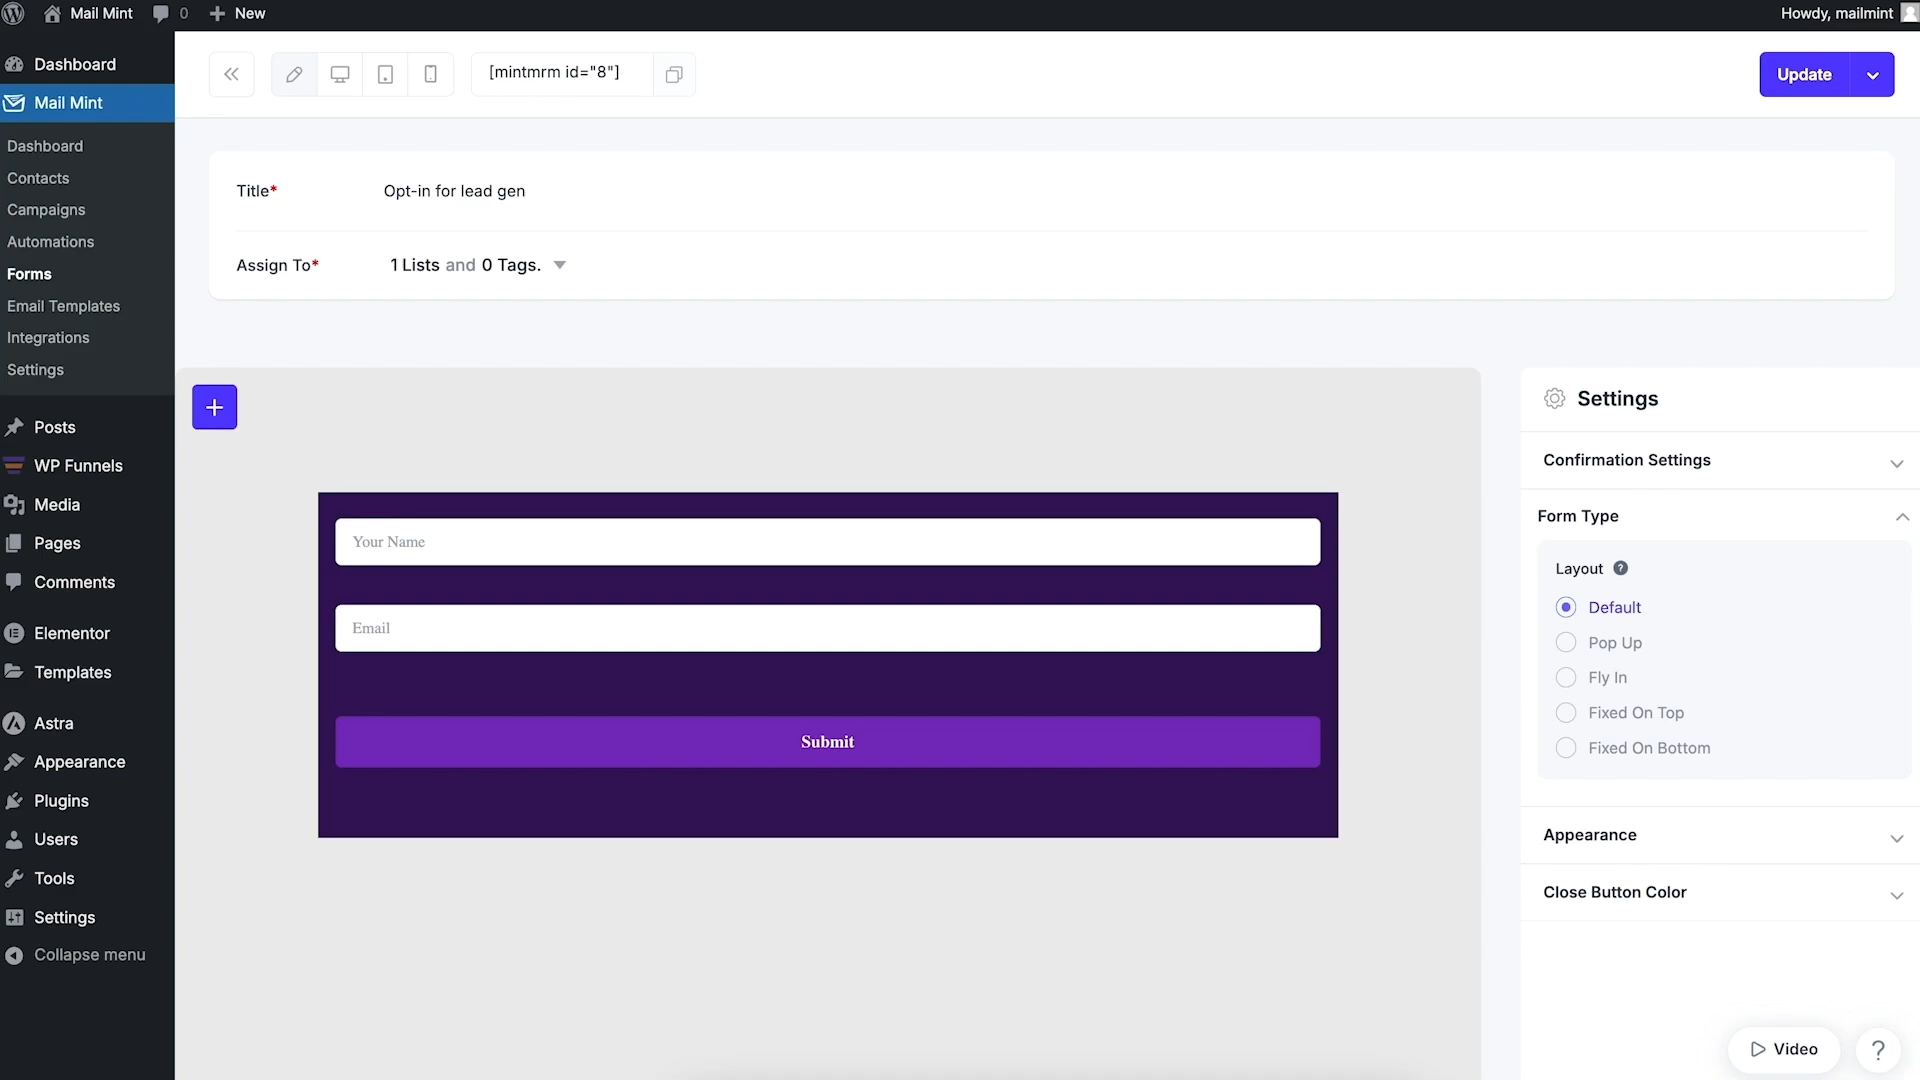 Mail Mint
0
New
Howdy, mailmint
Dashboard
Mail Mint
Dashboard
Contacts
Campaigns
Automations
Forms
Email Templates
Integrations
Settings
Posts
WP Funnels
Media
Pages
Comments
Elementor
Templates
Astra
Appearance
Plugins
Users
Tools
Settings
Collapse menu
[mintmrm id="8"]
Update
Title*
Opt-in for lead gen
Assign To*
1 Lists and 0 Tags.
Your Name
Email
Submit
Settings
Confirmation Settings
Form Type
Layout ?
Default
Pop Up
Fly In
Fixed On Top
Fixed On Bottom
Appearance
Close Button Color
Video
?